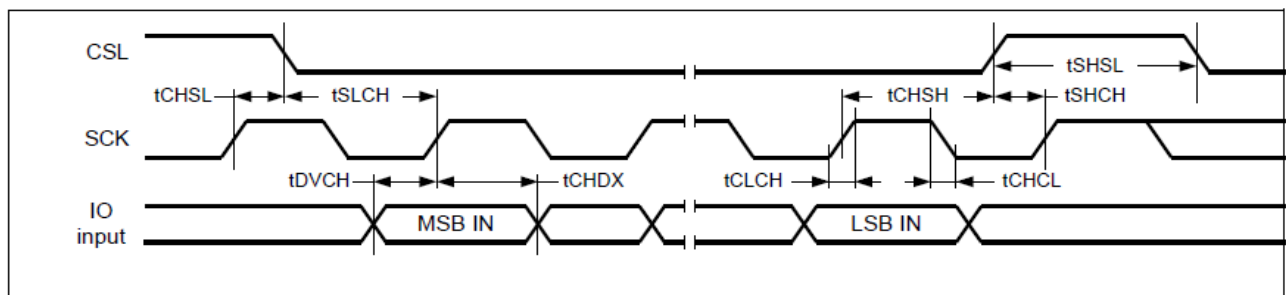 CSL
tSHSL
tCHSL
tSLCH
tCHSH
tSHCH
SCK
tDVCH
tCHDX
tCLCH
tCHCL
IO
input
MSB IN
LSB IN